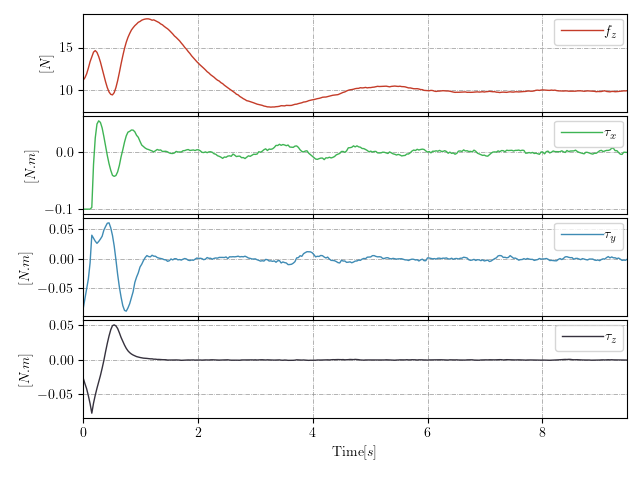 [N]
15
10
f_z
[N.m]
0.0
−0.1
τ_x
[N.m]
0.05
0.00
−0.05
τ_y
[N.m]
0.05
0.00
−0.05
τ_z
0 2 4 6 8
Time[s]